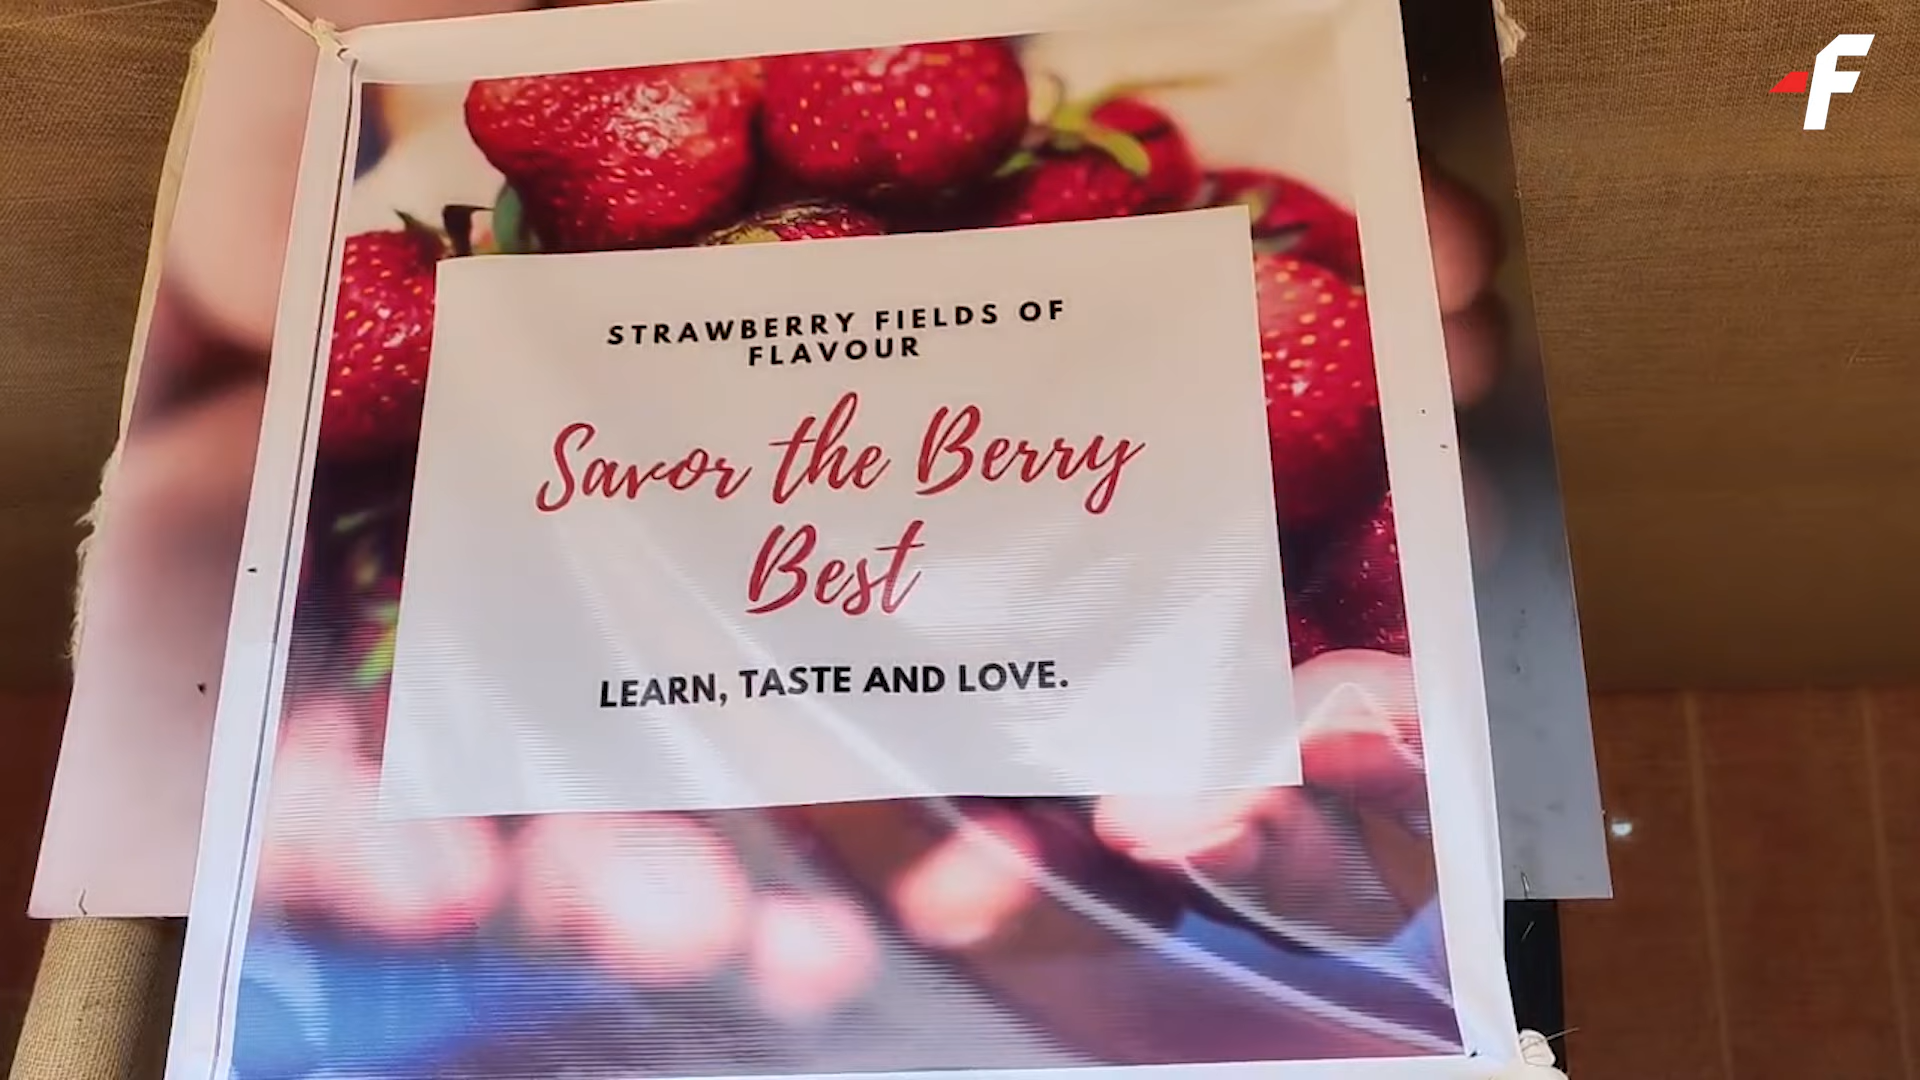 STRAWBERRY FIELDS OF
FLAVOUR
Savor the Berry
Best
LEARN, TASTE AND LOVE.
F